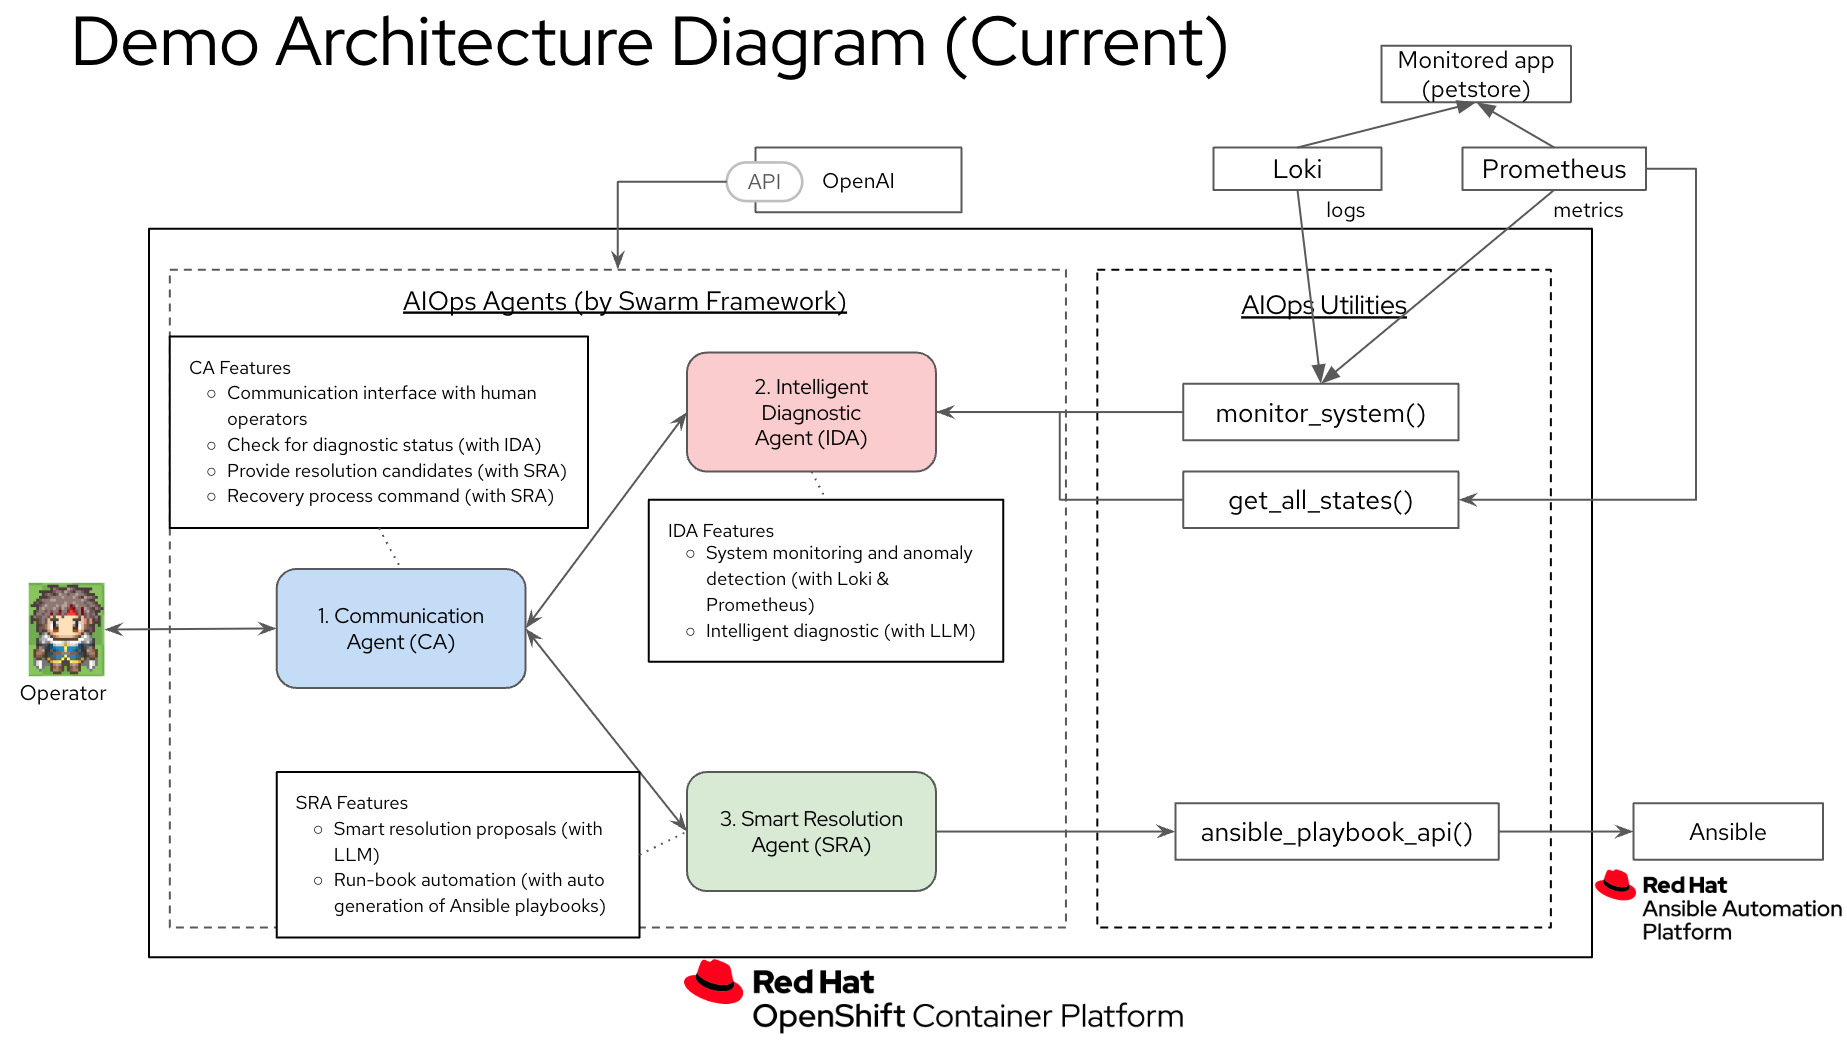 Demo Architecture Diagram (Current)
Monitored app
(petstore)
API
OpenAI
Loki
Prometheus
logs
metrics
AIOps Agents (by Swarm Framework)
AIOps Utilities
CA Features
○ Communication interface with human
operators
○ Check for diagnostic status (with IDA)
○ Provide resolution candidates (with SRA)
○ Recovery process command (with SRA)
2. Intelligent
Diagnostic
Agent (IDA)
monitor_system()
get_all_states()
IDA Features
○ System monitoring and anomaly
detection (with Loki &
Prometheus)
○ Intelligent diagnostic (with LLM)
1. Communication
Agent (CA)
Operator
SRA Features
○ Smart resolution proposals (with
LLM)
○ Run-book automation (with auto
generation of Ansible playbooks)
3. Smart Resolution
Agent (SRA)
ansible_playbook_api()
Ansible
Red Hat
Ansible Automation
Platform
Red Hat
OpenShift Container Platform